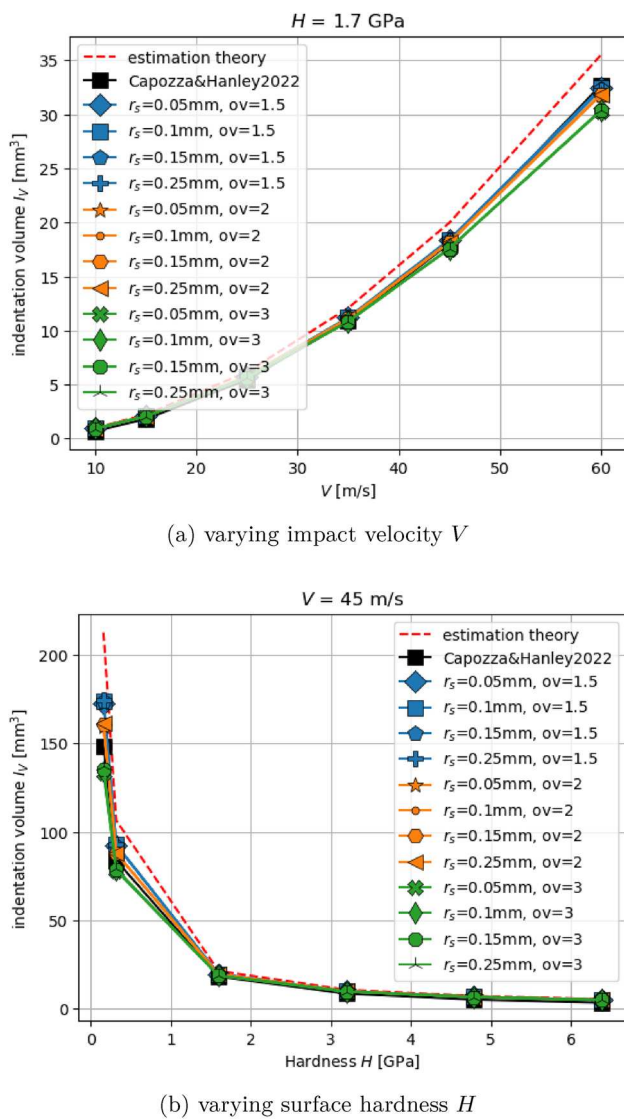 H = 1.7 GPa
indentation volume I_V [mm³]
35
30
25
20
15
10
5
0
estimation theory
Capozza&Hanley2022
r_s=0.05mm, ov=1.5
r_s=0.1mm, ov=1.5
r_s=0.15mm, ov=1.5
r_s=0.25mm, ov=1.5
r_s=0.05mm, ov=2
r_s=0.1mm, ov=2
r_s=0.15mm, ov=2
r_s=0.25mm, ov=2
r_s=0.05mm, ov=3
r_s=0.1mm, ov=3
r_s=0.15mm, ov=3
r_s=0.25mm, ov=3
10 20 30 40 50 60
V [m/s]
(a) varying impact velocity V
V = 45 m/s
indentation volume I_V [mm³]
200
150
100
50
0
estimation theory
Capozza&Hanley2022
r_s=0.05mm, ov=1.5
r_s=0.1mm, ov=1.5
r_s=0.15mm, ov=1.5
r_s=0.25mm, ov=1.5
r_s=0.05mm, ov=2
r_s=0.1mm, ov=2
r_s=0.15mm, ov=2
r_s=0.25mm, ov=2
r_s=0.05mm, ov=3
r_s=0.1mm, ov=3
r_s=0.15mm, ov=3
r_s=0.25mm, ov=3
0 1 2 3 4 5 6
Hardness H [GPa]
(b) varying surface hardness H